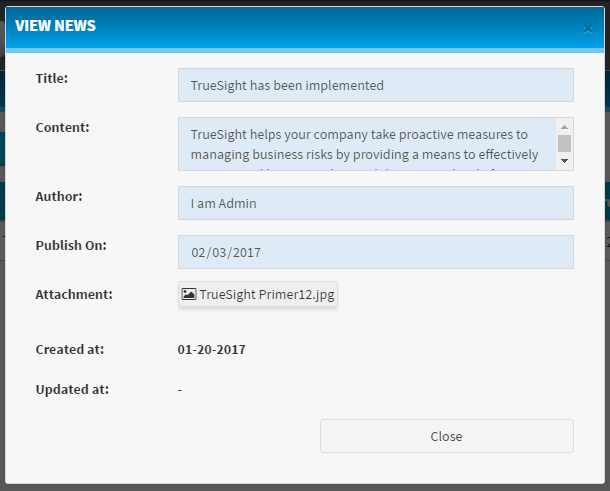 VIEW NEWS
×
Title:
TrueSight has been implemented
Content:
TrueSight helps your company take proactive measures to
managing business risks by providing a means to effectively
Author:
I am Admin
Publish On:
02/03/2017
Attachment:
TrueSight Primer12.jpg
Created at:
01-20-2017
Updated at:
-
Close